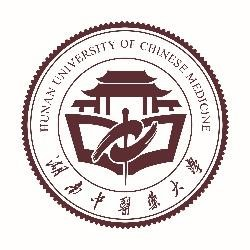 HUNAN UNIVERSITY OF CHINESE MEDICINE
湖南中醫藥大學